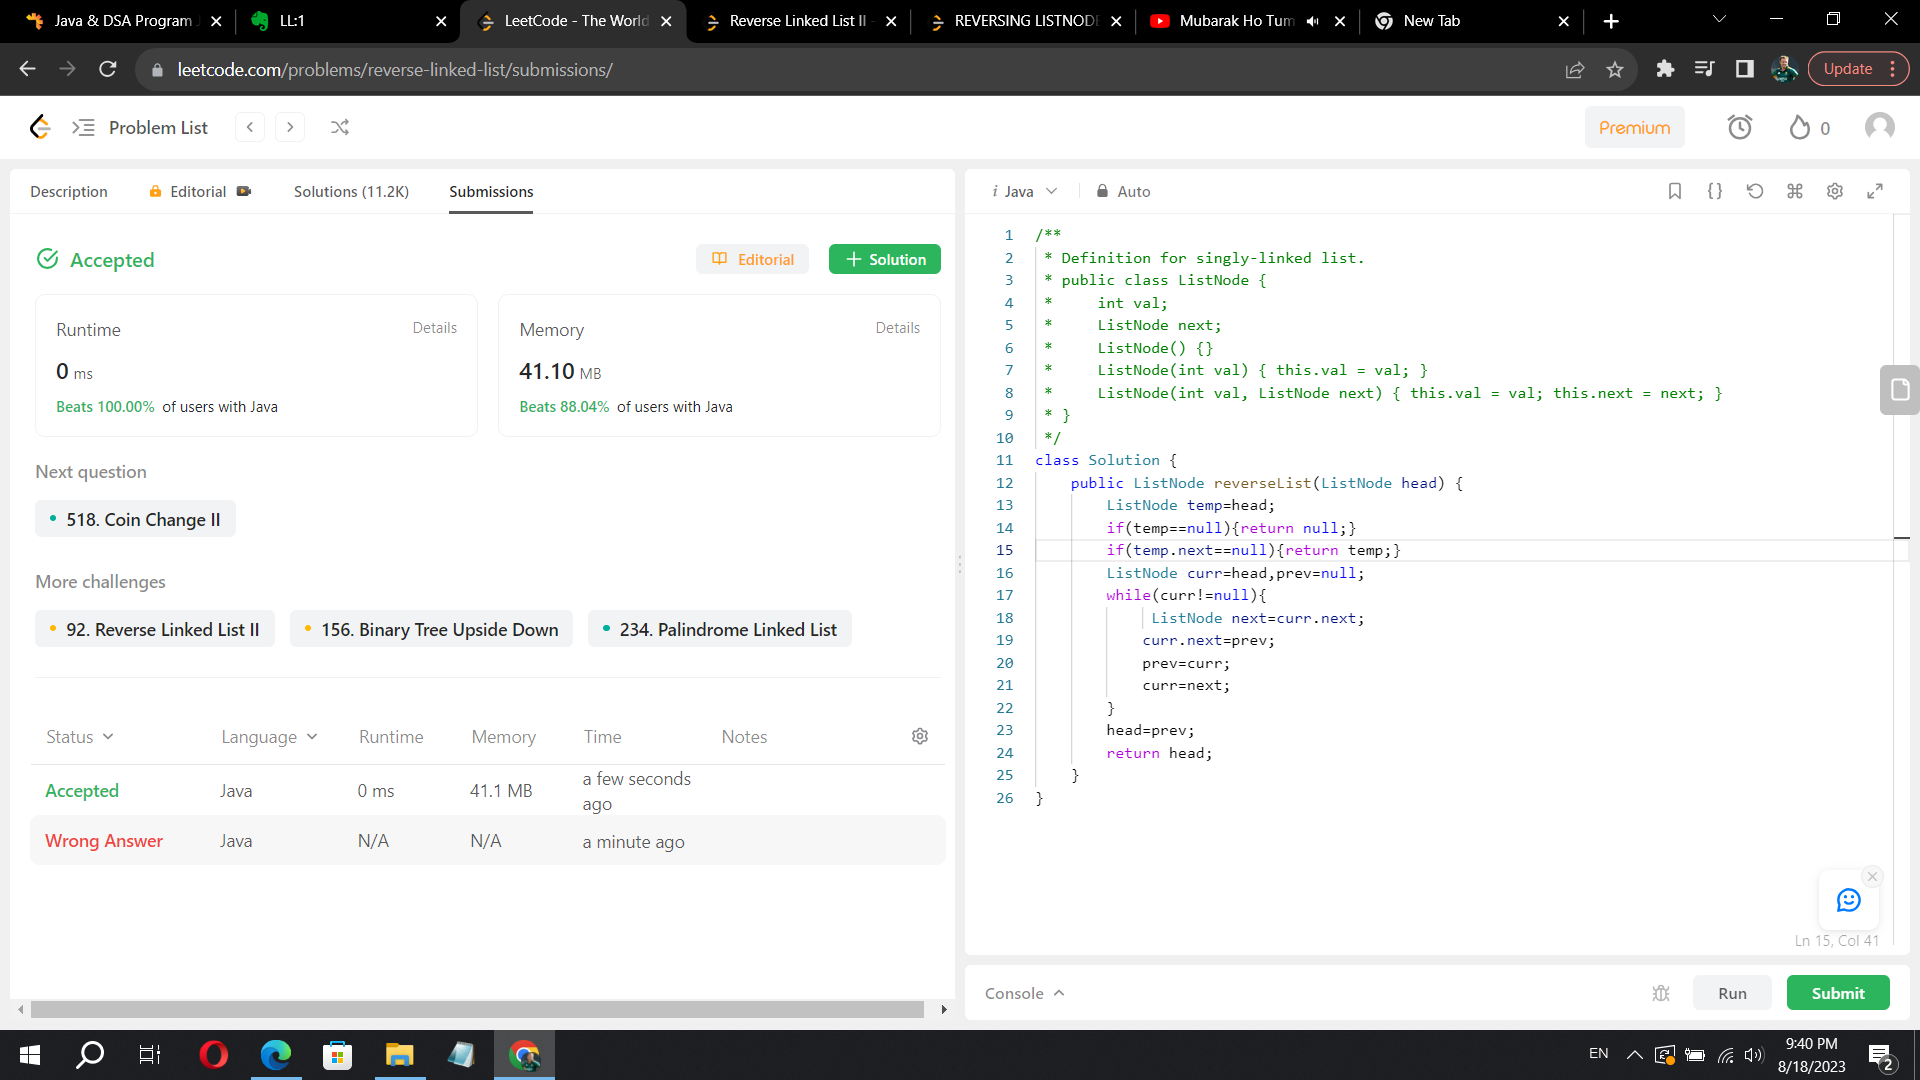 Java & DSA Program J
LL:1
LeetCode - The World
Reverse Linked List II -
REVERSING LISTNODE
Mubarak Ho Tum
New Tab
leetcode.com/problems/reverse-linked-list/submissions/
Update
Problem List
Premium
0
Description
Editorial
Solutions (11.2K)
Submissions
Accepted
Editorial
+ Solution
Runtime
Details
0 ms
Beats 100.00% of users with Java
Memory
Details
41.10 MB
Beats 88.04% of users with Java
Next question
518. Coin Change II
More challenges
92. Reverse Linked List II
156. Binary Tree Upside Down
234. Palindrome Linked List
Status Language Runtime Memory Time Notes
Accepted Java 0 ms 41.1 MB a few seconds ago
Wrong Answer Java N/A N/A a minute ago
i Java
Auto
1 /**
2 * Definition for singly-linked list.
3 * public class ListNode {
4 *     int val;
5 *     ListNode next;
6 *     ListNode() {}
7 *     ListNode(int val) { this.val = val; }
8 *     ListNode(int val, ListNode next) { this.val = val; this.next = next; }
9 * }
10 */
11 class Solution {
12     public ListNode reverseList(ListNode head) {
13         ListNode temp=head;
14         if(temp==null){return null;}
15         if(temp.next==null){return temp;}
16         ListNode curr=head,prev=null;
17         while(curr!=null){
18              ListNode next=curr.next;
19             curr.next=prev;
20             prev=curr;
21             curr=next;
22         }
23         head=prev;
24         return head;
25     }
26 }
Ln 15, Col 41
Console
Run
Submit
EN
9:40 PM
8/18/2023
2